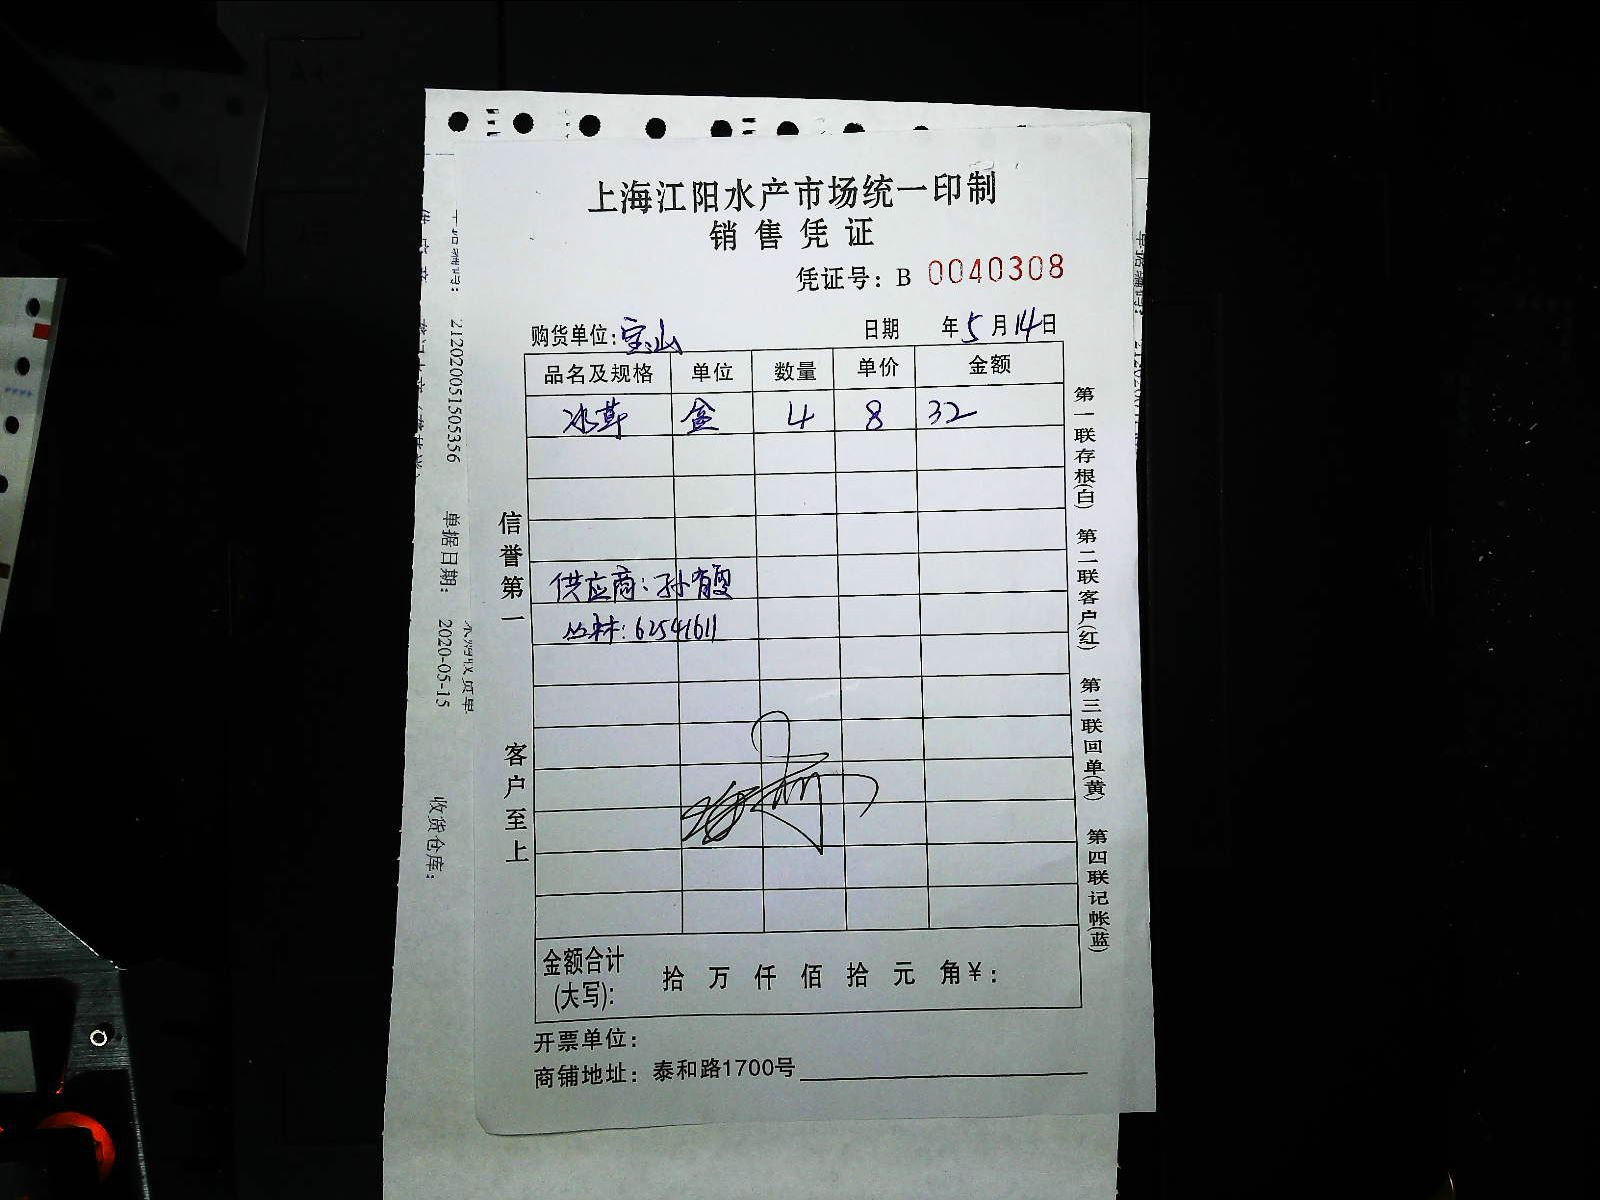 上海江阳水产市场统一印制
销售凭证
凭证号：B 0040308
购货单位：宝山 日期 年5月14日
品名及规格 单位 数量 单价 金额
冰草 盒 4 8 32
供应商：孙有霞
丛林：62541611
金额合计(大写)： 拾 万 仟 佰 拾 元 角￥：
开票单位：
商铺地址：泰和路1700号
信誉第一
客户至上
第一联存根(白) 第二联客户(红) 第三联回单(黄) 第四联记帐(蓝)
212020051505356
单据日期： 2020-05-15
收货仓库：